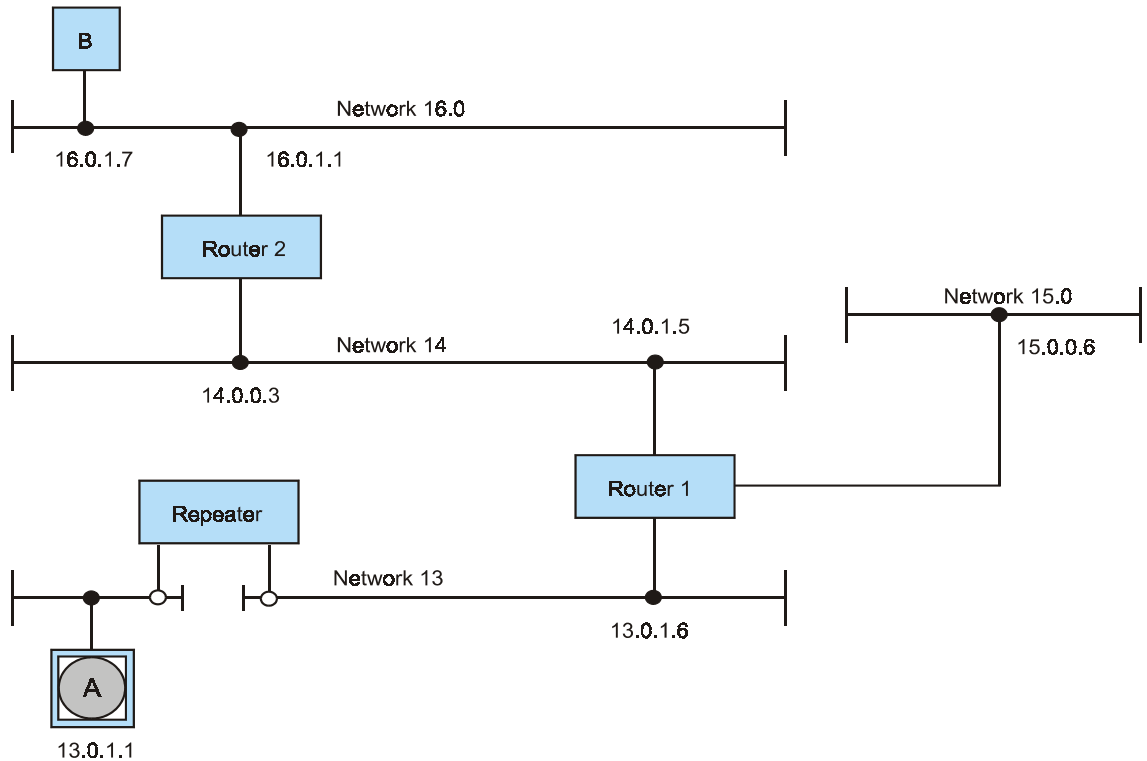 B
Network 16.0
16.0.1.7
16.0.1.1
Router 2
Network 15.0
14.0.1.5
Network 14
15.0.0.6
14.0.0.3
Router 1
Repeater
Network 13
13.0.1.6
A
13.0.1.1